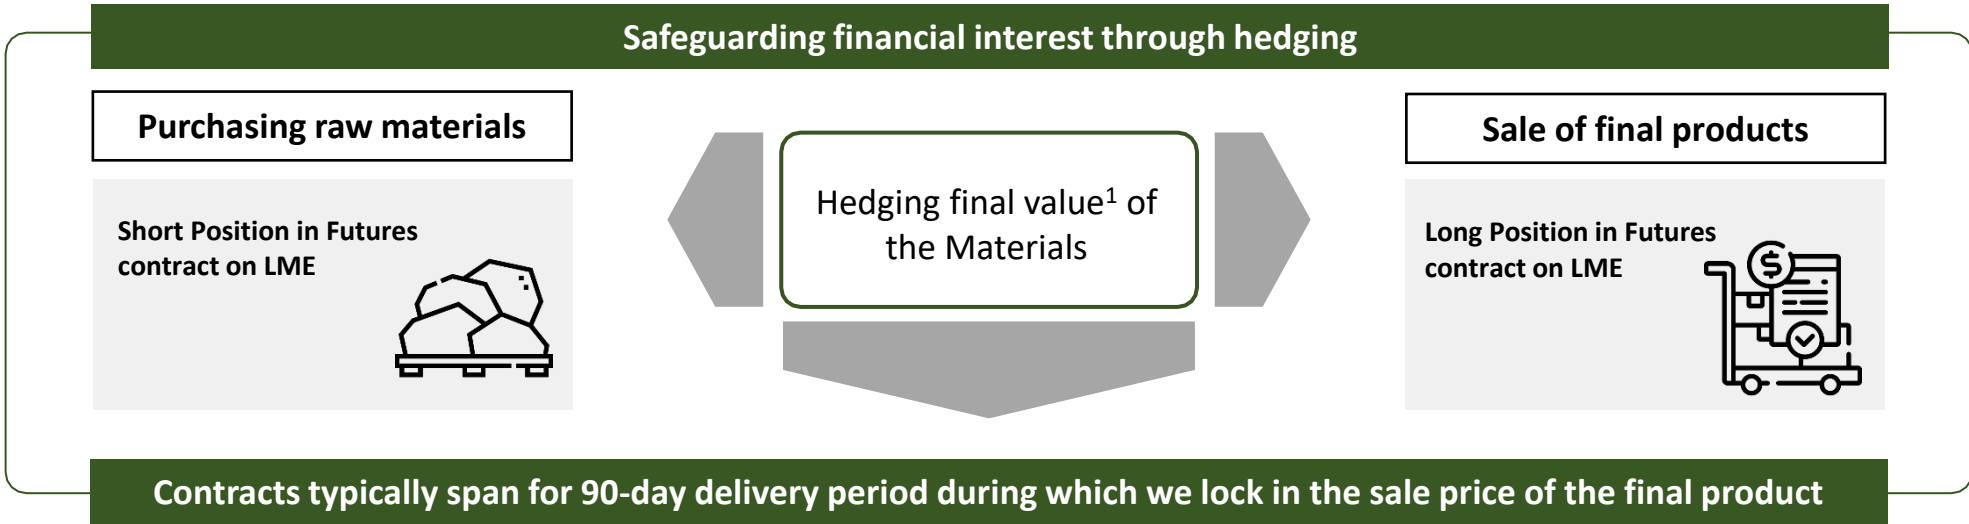 Safeguarding financial interest through hedging
Purchasing raw materials
Short Position in Futures
contract on LME
Hedging final value¹ of
the Materials
Sale of final products
Long Position in Futures
contract on LME
$
Contracts typically span for 90-day delivery period during which we lock in the sale price of the final product